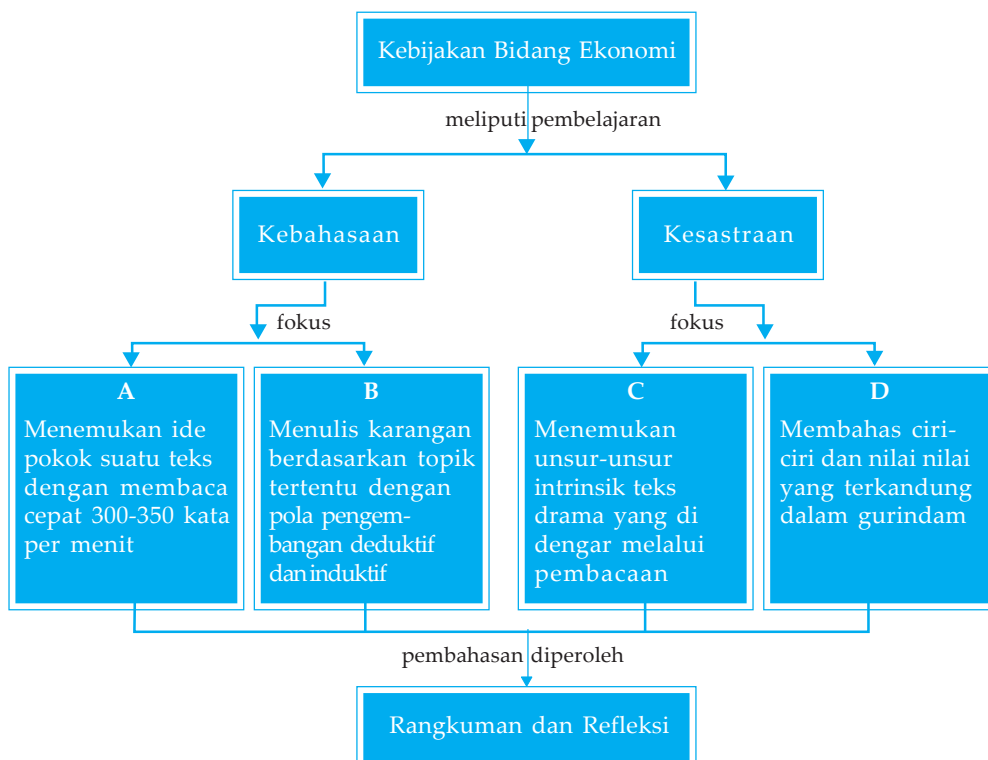 Kebijakan Bidang Ekonomi
meliputi pembelajaran
Kebahasaan
Kesastraan
fokus
fokus
A
Menemukan ide
pokok suatu teks
dengan membaca
cepat 300-350 kata
per menit
B
Menulis karangan
berdasarkan topik
tertentu dengan
pola pengem-
bangan deduktif
dan induktif
C
Menemukan
unsur-unsur
intrinsik teks
drama yang di
dengar melalui
pembacaan
D
Membahas ciri-
ciri dan nilai nilai
yang terkandung
dalam gurindam
pembahasan diperoleh
Rangkuman dan Refleksi